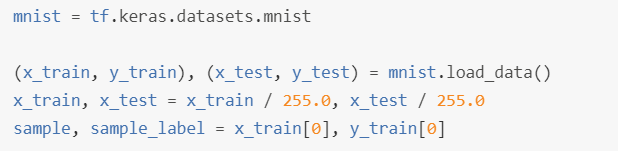 mnist = tf.keras.datasets.mnist
(x_train, y_train), (x_test, y_test) = mnist.load_data()
x_train, x_test = x_train / 255.0, x_test / 255.0
sample, sample_label = x_train[0], y_train[0]